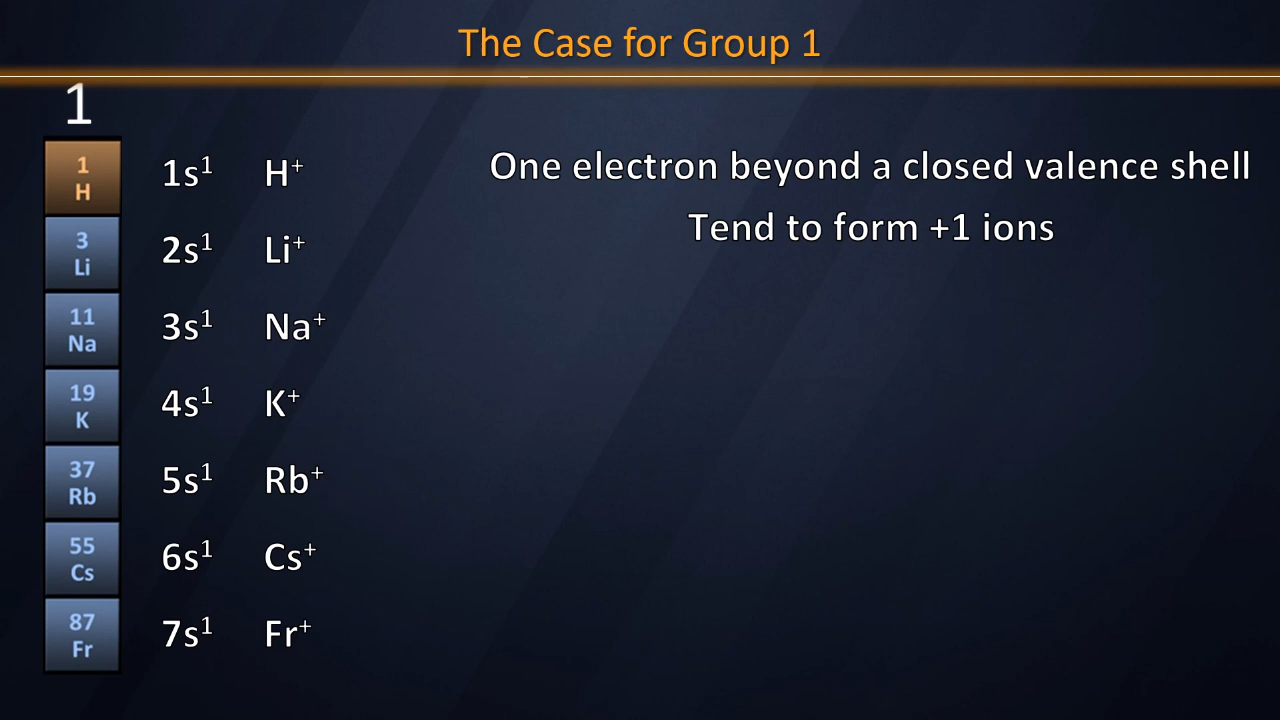 The Case for Group 1
1
1
H
1s¹ H⁺
One electron beyond a closed valence shell
Tend to form +1 ions
3
Li
2s¹ Li⁺
11
Na
3s¹ Na⁺
19
K
4s¹ K⁺
37
Rb
5s¹ Rb⁺
55
Cs
6s¹ Cs⁺
87
Fr
7s¹ Fr⁺